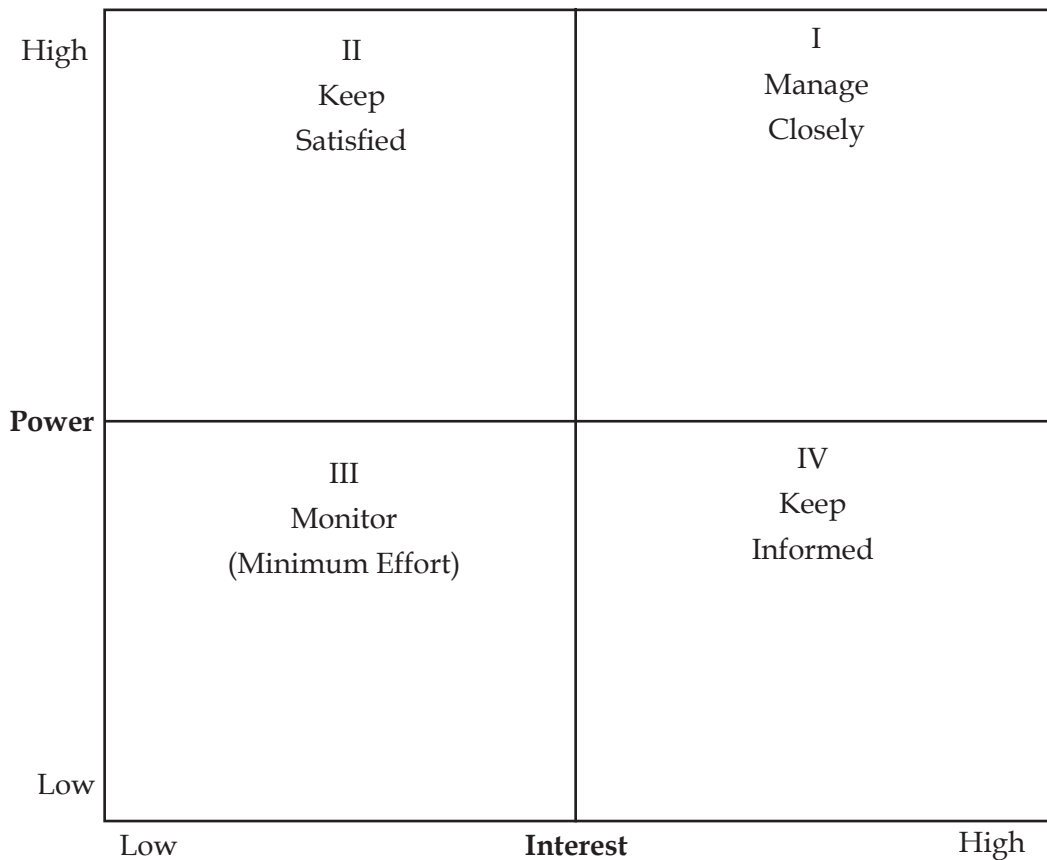 High
II
Keep
Satisfied
I
Manage
Closely
Power
III
Monitor
(Minimum Effort)
IV
Keep
Informed
Low
Low
Interest
High